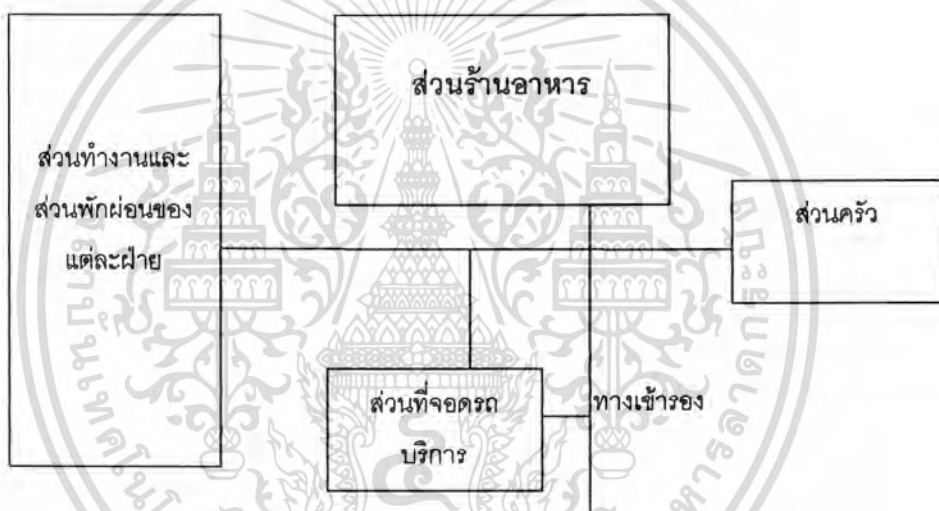 ส่วนร้านอาหาร
ส่วนทำงานและ
ส่วนพักผ่อนของ
แต่ละฝ่าย
ส่วนครัว
ส่วนที่จอดรถ
บริการ
ทางเข้ารอง